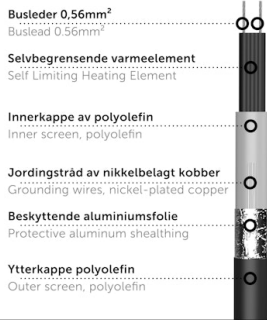 Busleder 0,56mm²
Buslead 0.56mm²
Selvbegrensende varmeelement
Self Limiting Heating Element
Innerkappe av polyolefin
Inner screen, polyolefin
Jordingstråd av nikkelbelagt kobber
Grounding wires, nickel-plated copper
Beskyttende aluminiumsfolie
Protective aluminum shealthing
Ytterkappe polyolefin
Outer screen, polyolefin